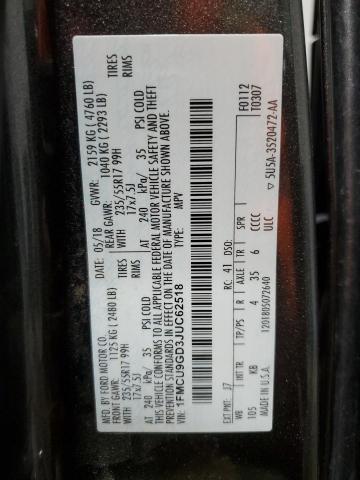 MFD. BY FORD MOTOR CO.
DATE: 05/18 GVWR: 2159 KG ( 4760 LB)
FRONT GAWR: 1125 KG ( 2480 LB) REAR GAWR: 1040 KG ( 2293 LB)
WITH 235/55R17 99H TIRES WITH 235/55R17 99H TIRES
17x7.5J RIMS 17x7.5J RIMS
AT 240 kPa/ 35 PSI COLD AT 240 kPa/ 35 PSI COLD
THIS VEHICLE CONFORMS TO ALL APPLICABLE FEDERAL MOTOR VEHICLE SAFETY AND THEFT
PREVENTION STANDARDS IN EFFECT ON THE DATE OF MANUFACTURE SHOWN ABOVE.
VIN: 1FMCU9GD3JUC62518
TYPE: MPV F0112
T0307
EXT PNT: J7 RC: 41 DSO:
WB INT TR TP/PS R AXLE TR SPR
105 KB 4 35 6 CCCC
ULC
MADE IN U.S.A. 12018050726​40 5U5A-3520472-AA